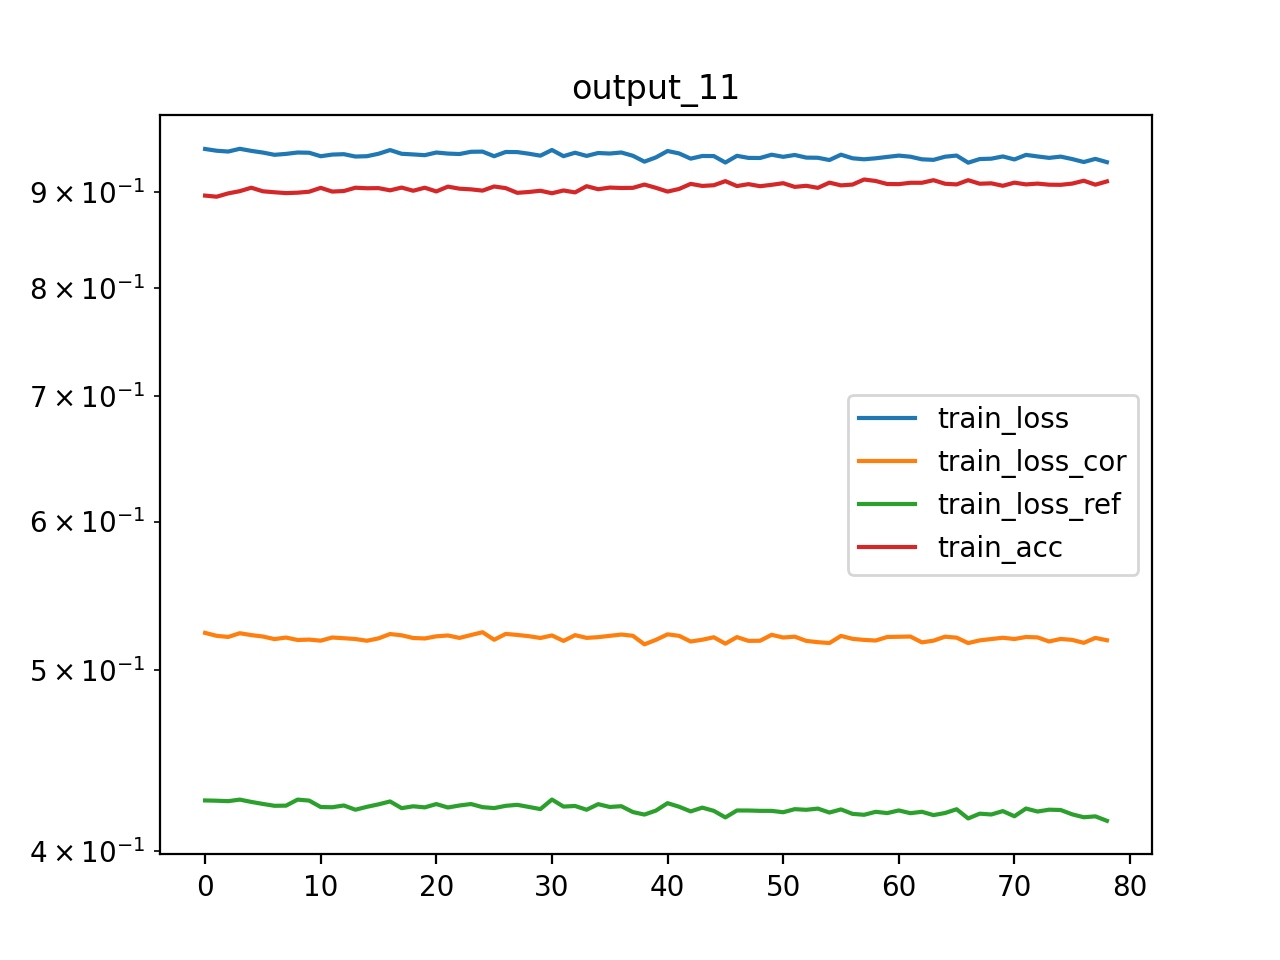 output_11
9 × 10⁻¹
8 × 10⁻¹
7 × 10⁻¹
6 × 10⁻¹
5 × 10⁻¹
4 × 10⁻¹
train_loss
train_loss_cor
train_loss_ref
train_acc
0 10 20 30 40 50 60 70 80